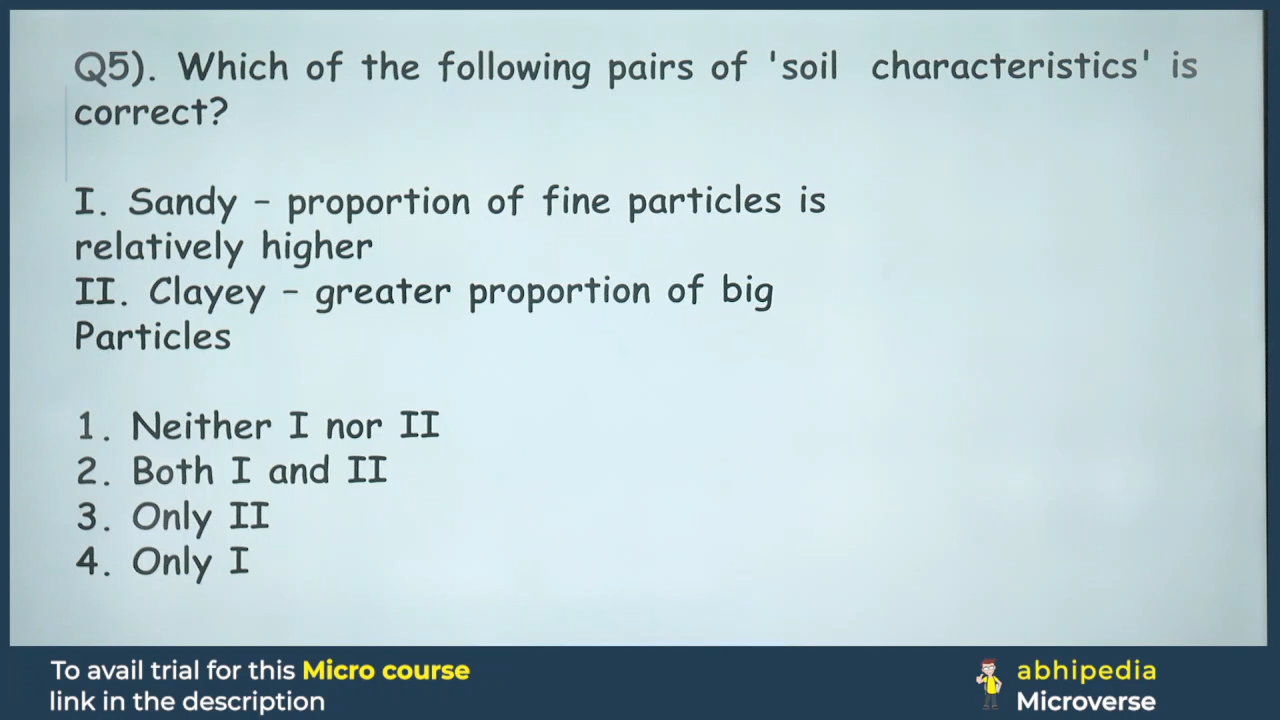 Q5). Which of the following pairs of 'soil characteristics' is
correct?
I. Sandy - proportion of fine particles is
relatively higher
II. Clayey - greater proportion of big
Particles
1. Neither I nor II
2. Both I and II
3. Only II
4. Only I
To avail trial for this Micro course
link in the description
abhipedia
Microverse